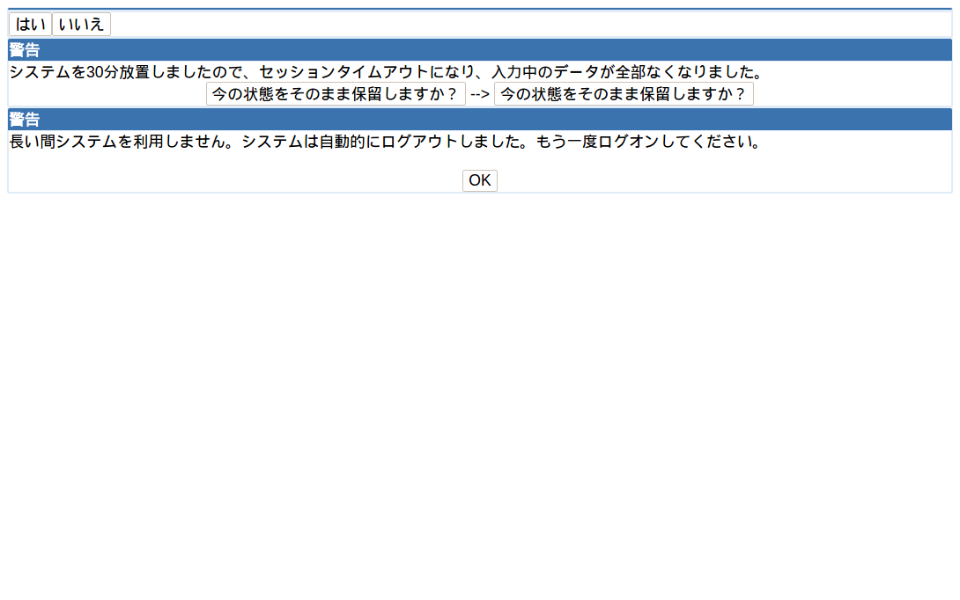 はい いいえ
警告
システムを30分放置しましたので、セッションタイムアウトになり、入力中のデータが全部なくなりました。
今の状態をそのまま保留しますか？ --> 今の状態をそのまま保留しますか？
警告
長い間システムを利用しません。システムは自動的にログアウトしました。もう一度ログオンしてください。
OK